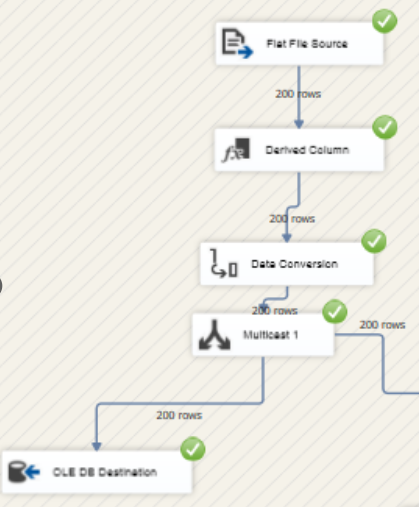 Flat File Source
200 rows
Derived Column
200 rows
Data Conversion
200 rows
Multicast 1
200 rows
200 rows
OLE DB Destination